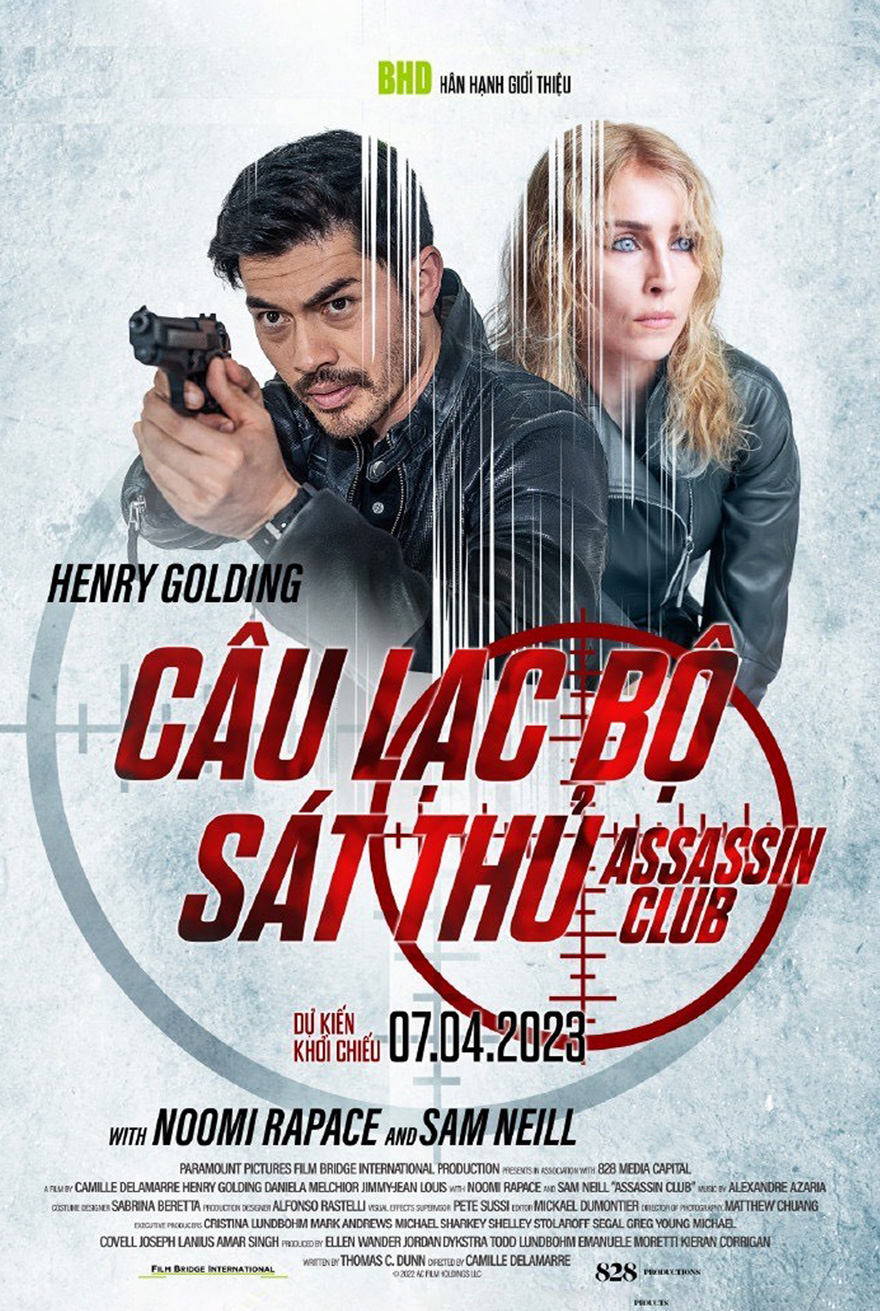 BHD HÂN HẠNH GIỚI THIỆU
HENRY GOLDING
CÂU LẠC BỘ
SÁT THỦ
ASSASSIN
CLUB
DỰ KIẾN
KHỞI CHIẾU 07.04.2023
WITH NOOMI RAPACE AND SAM NEILL
PARAMOUNT PICTURES FILM BRIDGE INTERNATIONAL PRODUCTION PRESENTS IN ASSOCIATION WITH 828 MEDIA CAPITAL
A FILM BY CAMILLE DELAMARRE HENRY GOLDING DANIELA MELCHIOR JIMMY-JEAN LOUIS WITH NOOMI RAPACE AND SAM NEILL "ASSASSIN CLUB" MUSIC BY ALEXANDRE AZARIA
COSTUME DESIGNER SABRINA BERETTA PRODUCTION DESIGNER ALFONSO RASTELLI VISUAL EFFECTS SUPERVISOR PETE SUSSI EDITOR MICKAEL DUMONTIER DIRECTOR OF PHOTOGRAPHY MATTHEW CHUANG
EXECUTIVE PRODUCERS CRISTINA LUNDBOHM MARK ANDREWS MICHAEL SHARKEY SHELLEY STOLAROFF SEGAL GREG YOUNG MICHAEL
COVELL JOSEPH LANIUS AMAR SINGH PRODUCED BY ELLEN WANDER JORDAN DYKSTRA TODD LUNDBOHM EMANUELE MORETTI KIERAN CORRIGAN
WRITTEN BY THOMAS C. DUNN DIRECTED BY CAMILLE DELAMARRE
© 2022 AC FILM HOLDINGS LLC
FILM BRIDGE INTERNATIONAL
828 PRODUCTIONS
PRODUCTS